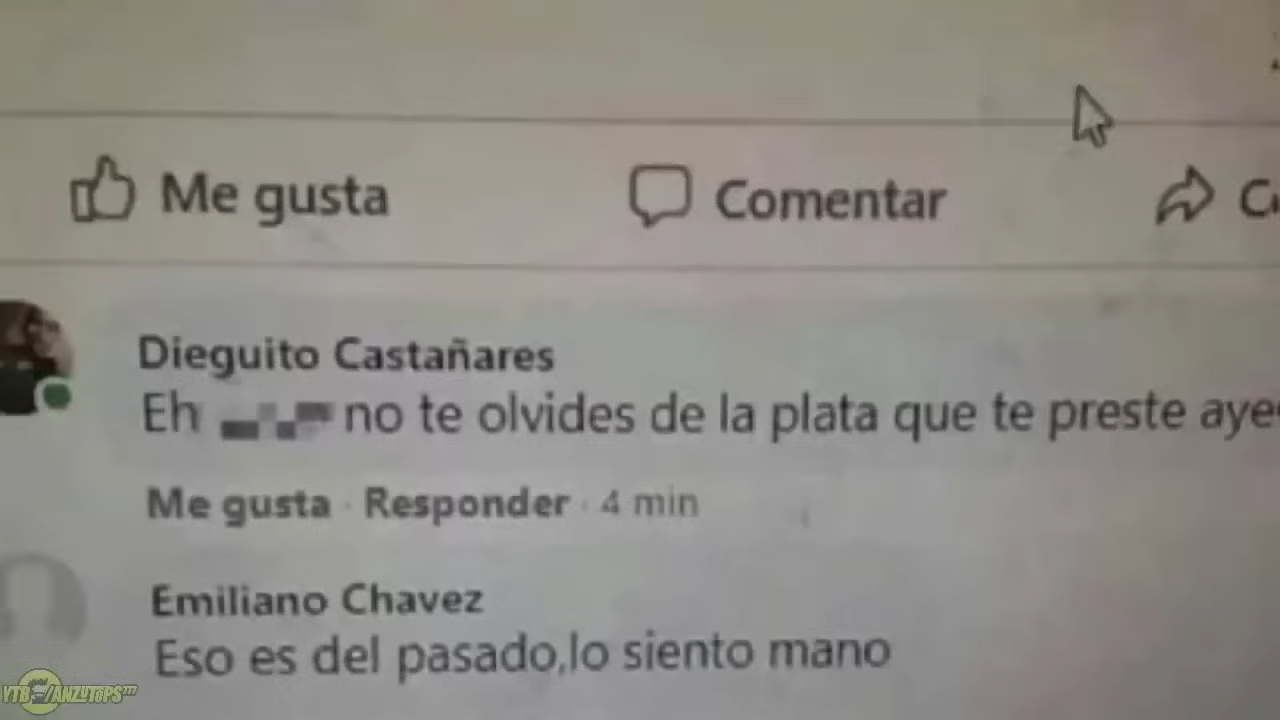 Me gusta
Comentar
Dieguito Castañares
Eh no te olvides de la plata que te preste
Me gusta · Responder · 4 min
Emiliano Chavez
Eso es del pasado,lo siento mano